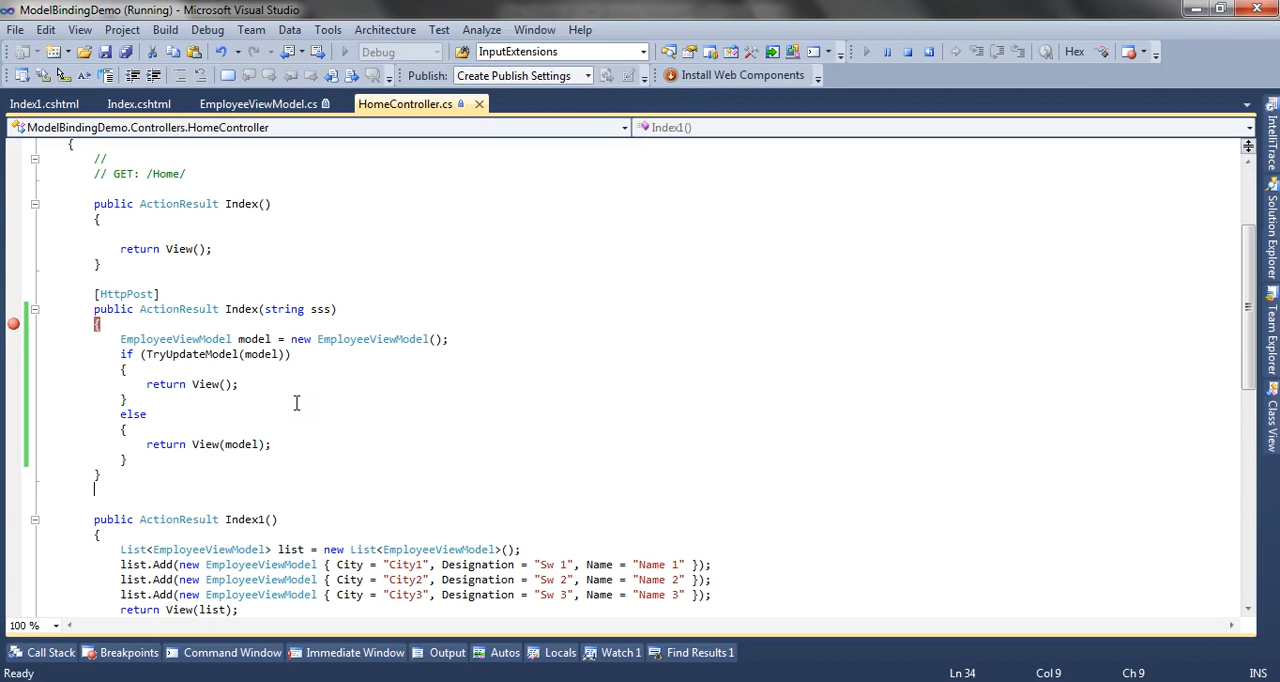 ModelBindingDemo (Running) - Microsoft Visual Studio
File Edit View Project Build Debug Team Data Tools Architecture Test Analyze Window Help
Debug InputExtensions Hex
Publish: Create Publish Settings Install Web Components
Index1.cshtml Index.cshtml EmployeeViewModel.cs HomeController.cs
ModelBindingDemo.Controllers.HomeController Index1()
{
//
// GET: /Home/
public ActionResult Index()
{
return View();
}
[HttpPost]
public ActionResult Index(string sss)
{
EmployeeViewModel model = new EmployeeViewModel();
if (TryUpdateModel(model))
{
return View();
}
else
{
return View(model);
}
}
public ActionResult Index1()
{
List<EmployeeViewModel> list = new List<EmployeeViewModel>();
list.Add(new EmployeeViewModel { City = "City1", Designation = "Sw 1", Name = "Name 1" });
list.Add(new EmployeeViewModel { City = "City2", Designation = "Sw 2", Name = "Name 2" });
list.Add(new EmployeeViewModel { City = "City3", Designation = "Sw 3", Name = "Name 3" });
return View(list);
100 %
Call Stack Breakpoints Command Window Immediate Window Output Autos Locals Watch 1 Find Results 1
Ready Ln 34 Col 9 Ch 9 INS
IntelliTrace
Solution Explorer
Team Explorer
Class View